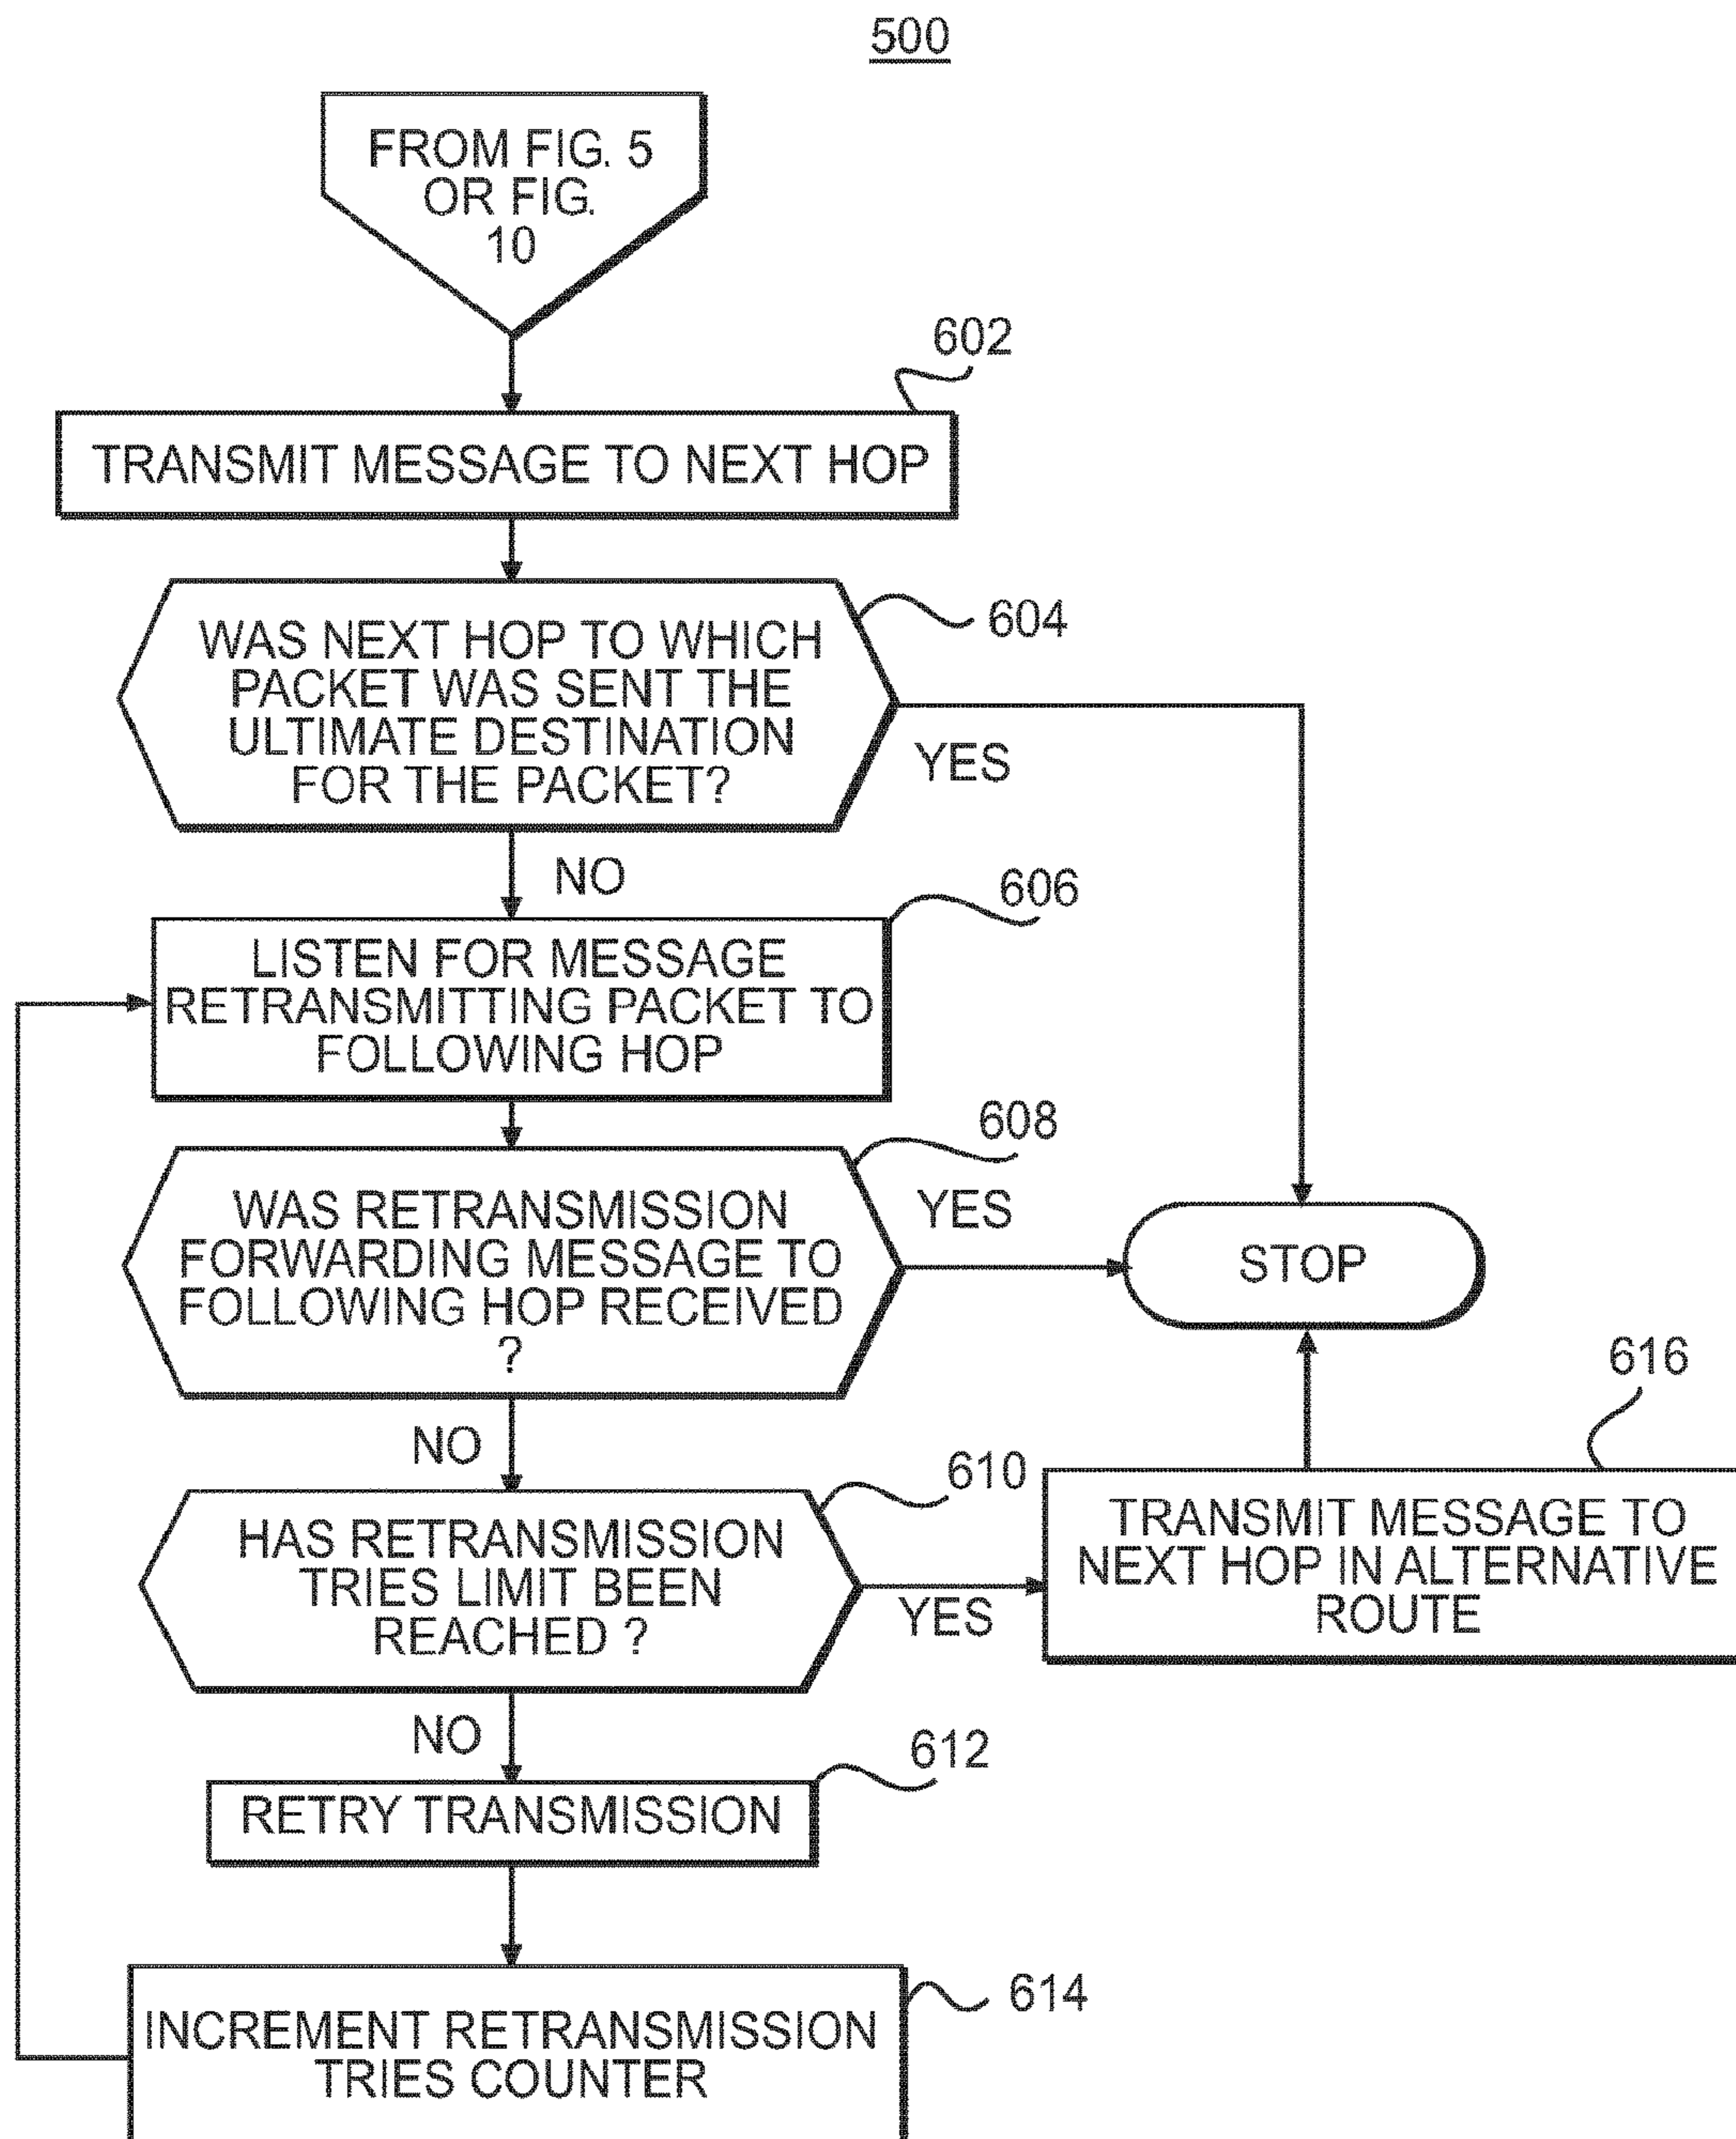 500
FROM FIG. 5
OR FIG.
10
602
TRANSMIT MESSAGE TO NEXT HOP
604
WAS NEXT HOP TO WHICH
PACKET WAS SENT THE
ULTIMATE DESTINATION
FOR THE PACKET?
YES
NO
606
LISTEN FOR MESSAGE
RETRANSMITTING PACKET TO
FOLLOWING HOP
608
WAS RETRANSMISSION
FORWARDING MESSAGE TO
FOLLOWING HOP RECEIVED
?
YES
STOP
NO
616
610
HAS RETRANSMISSION
TRIES LIMIT BEEN
REACHED ?
YES
TRANSMIT MESSAGE TO
NEXT HOP IN ALTERNATIVE
ROUTE
NO
612
RETRY TRANSMISSION
614
INCREMENT RETRANSMISSION
TRIES COUNTER